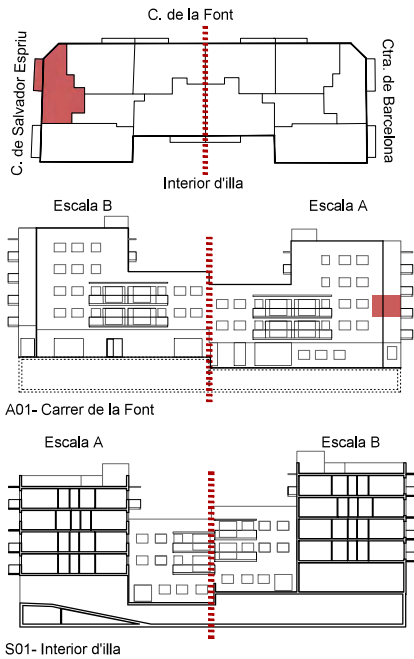 C. de la Font
C. de Salvador Espriu
Ctra. de Barcelona
Interior d'illa
Escala B
Escala A
A01- Carrer de la Font
Escala A
Escala B
S01- Interior d'illa